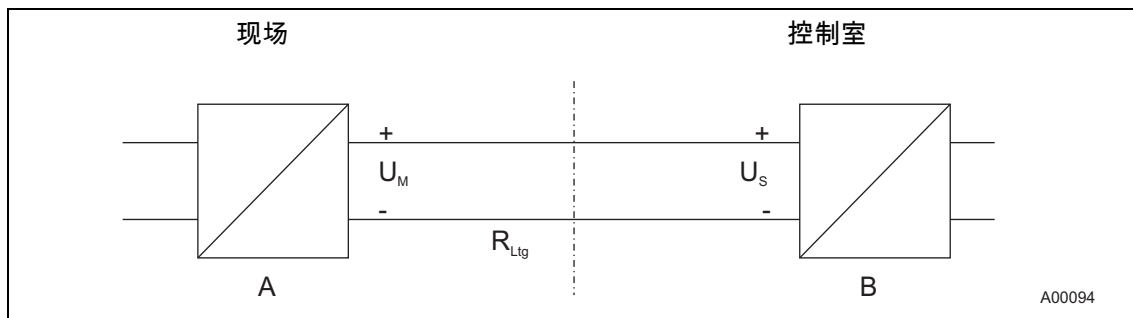 现场 控制室
+ +
U_M U_S
- -
R_Ltg
A B
A00094